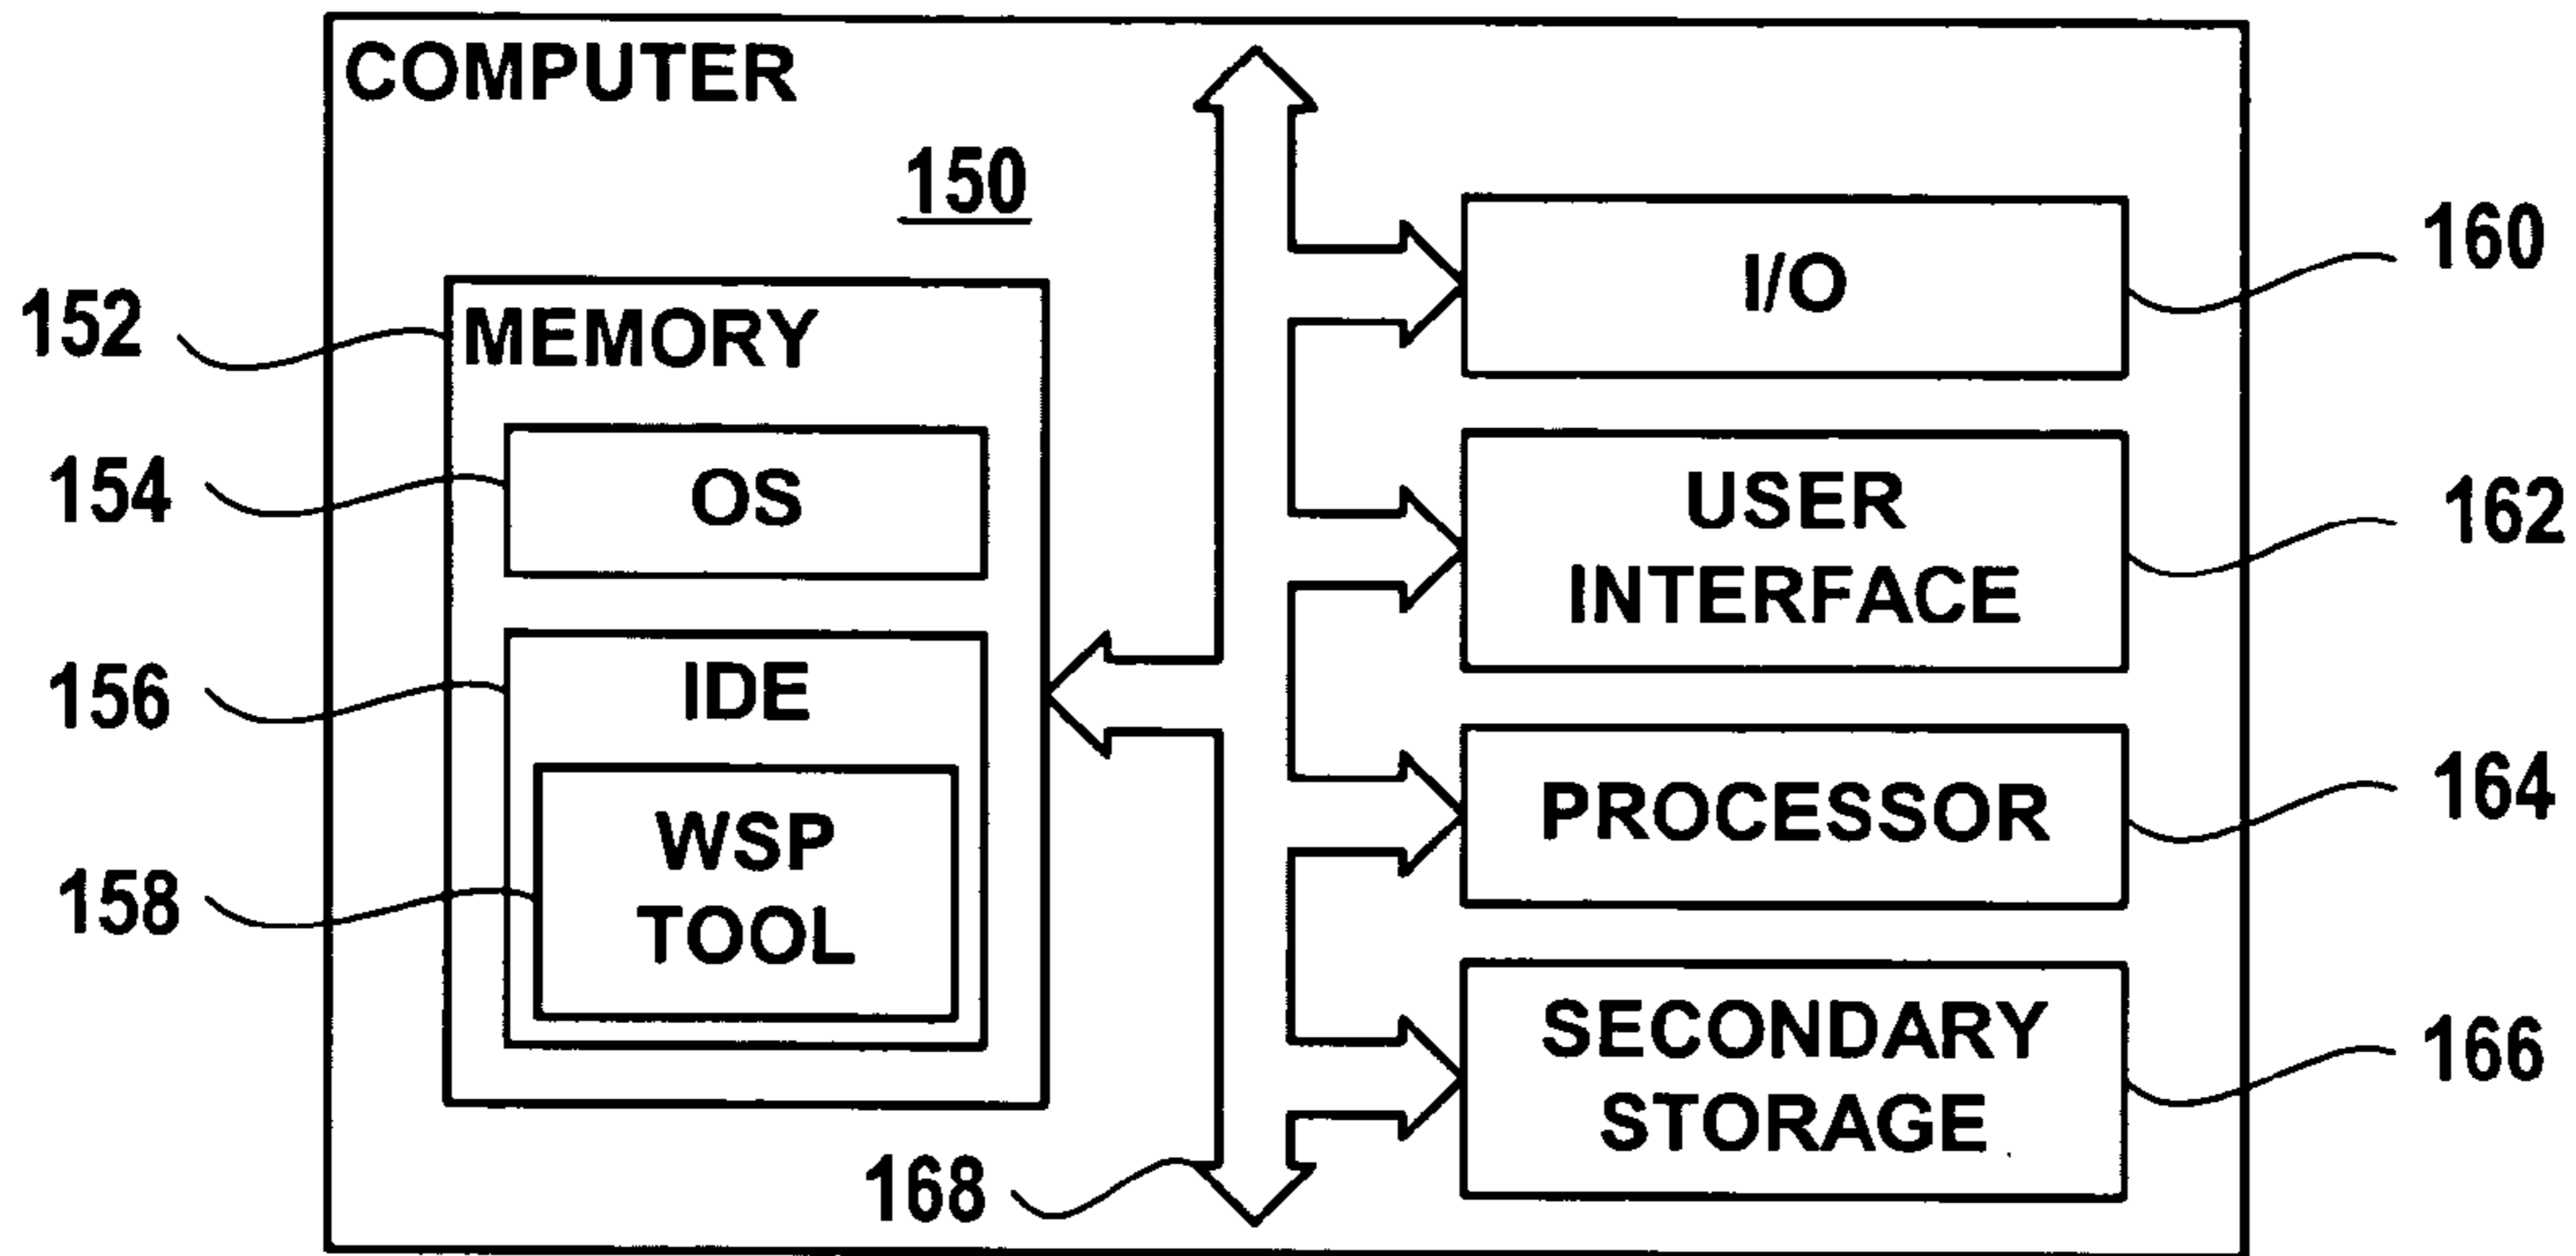 COMPUTER
150
152
MEMORY
154
OS
156
IDE
158
WSP
TOOL
168
I/O
160
USER
INTERFACE
162
PROCESSOR
164
SECONDARY
STORAGE
166